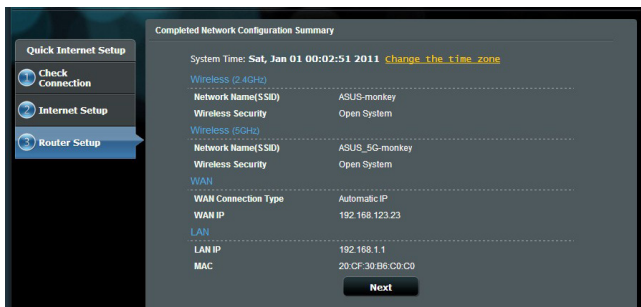 Completed Network Configuration Summary
Quick Internet Setup
1 Check Connection
2 Internet Setup
3 Router Setup
System Time: Sat, Jan 01 00:02:51 2011 Change the time zone
Wireless (2.4GHz)
Network Name(SSID) ASUS-monkey
Wireless Security Open System
Wireless (5GHz)
Network Name(SSID) ASUS_5G-monkey
Wireless Security Open System
WAN
WAN Connection Type Automatic IP
WAN IP 192.168.123.23
LAN
LAN IP 192.168.1.1
MAC 20:CF:30:B6:C0:C0
Next